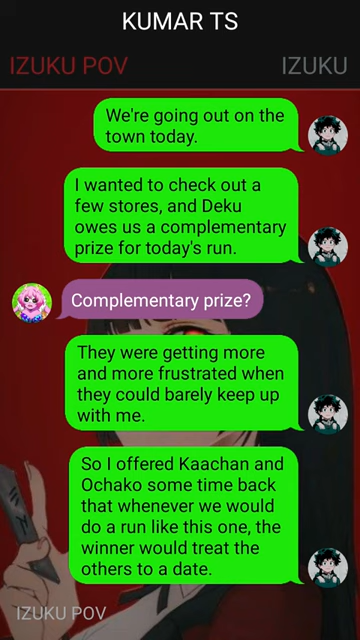 KUMAR TS
IZUKU POV
IZUKU
We're going out on the
town today.
I wanted to check out a
few stores, and Deku
owes us a complementary
prize for today's run.
Complementary prize?
They were getting more
and more frustrated when
they could barely keep up
with me.
So I offered Kaachan and
Ochako some time back
that whenever we would
do a run like this one, the
winner would treat the
others to a date.
IZUKU POV